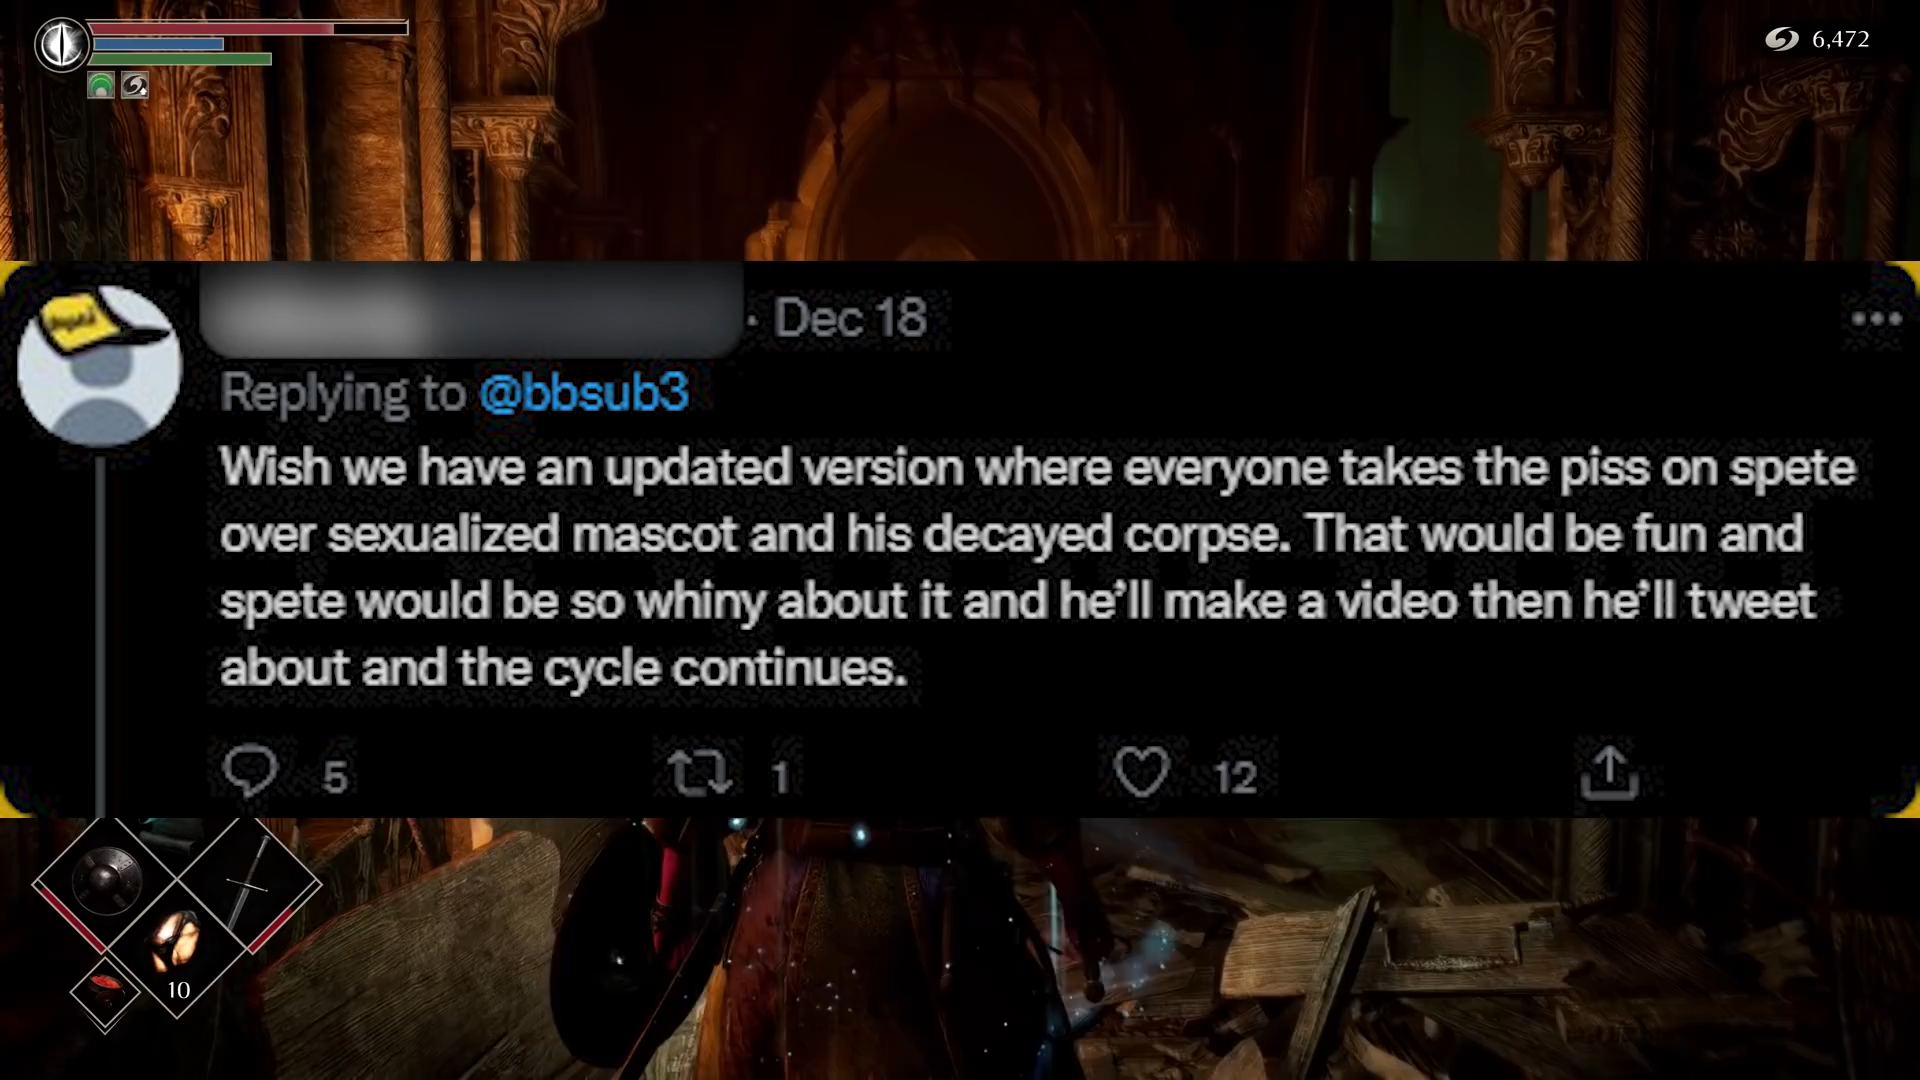 6,472
· Dec 18
Replying to @bbsub3
Wish we have an updated version where everyone takes the piss on spete
over sexualized mascot and his decayed corpse. That would be fun and
spete would be so whiny about it and he’ll make a video then he’ll tweet
about and the cycle continues.
5 1 12
10